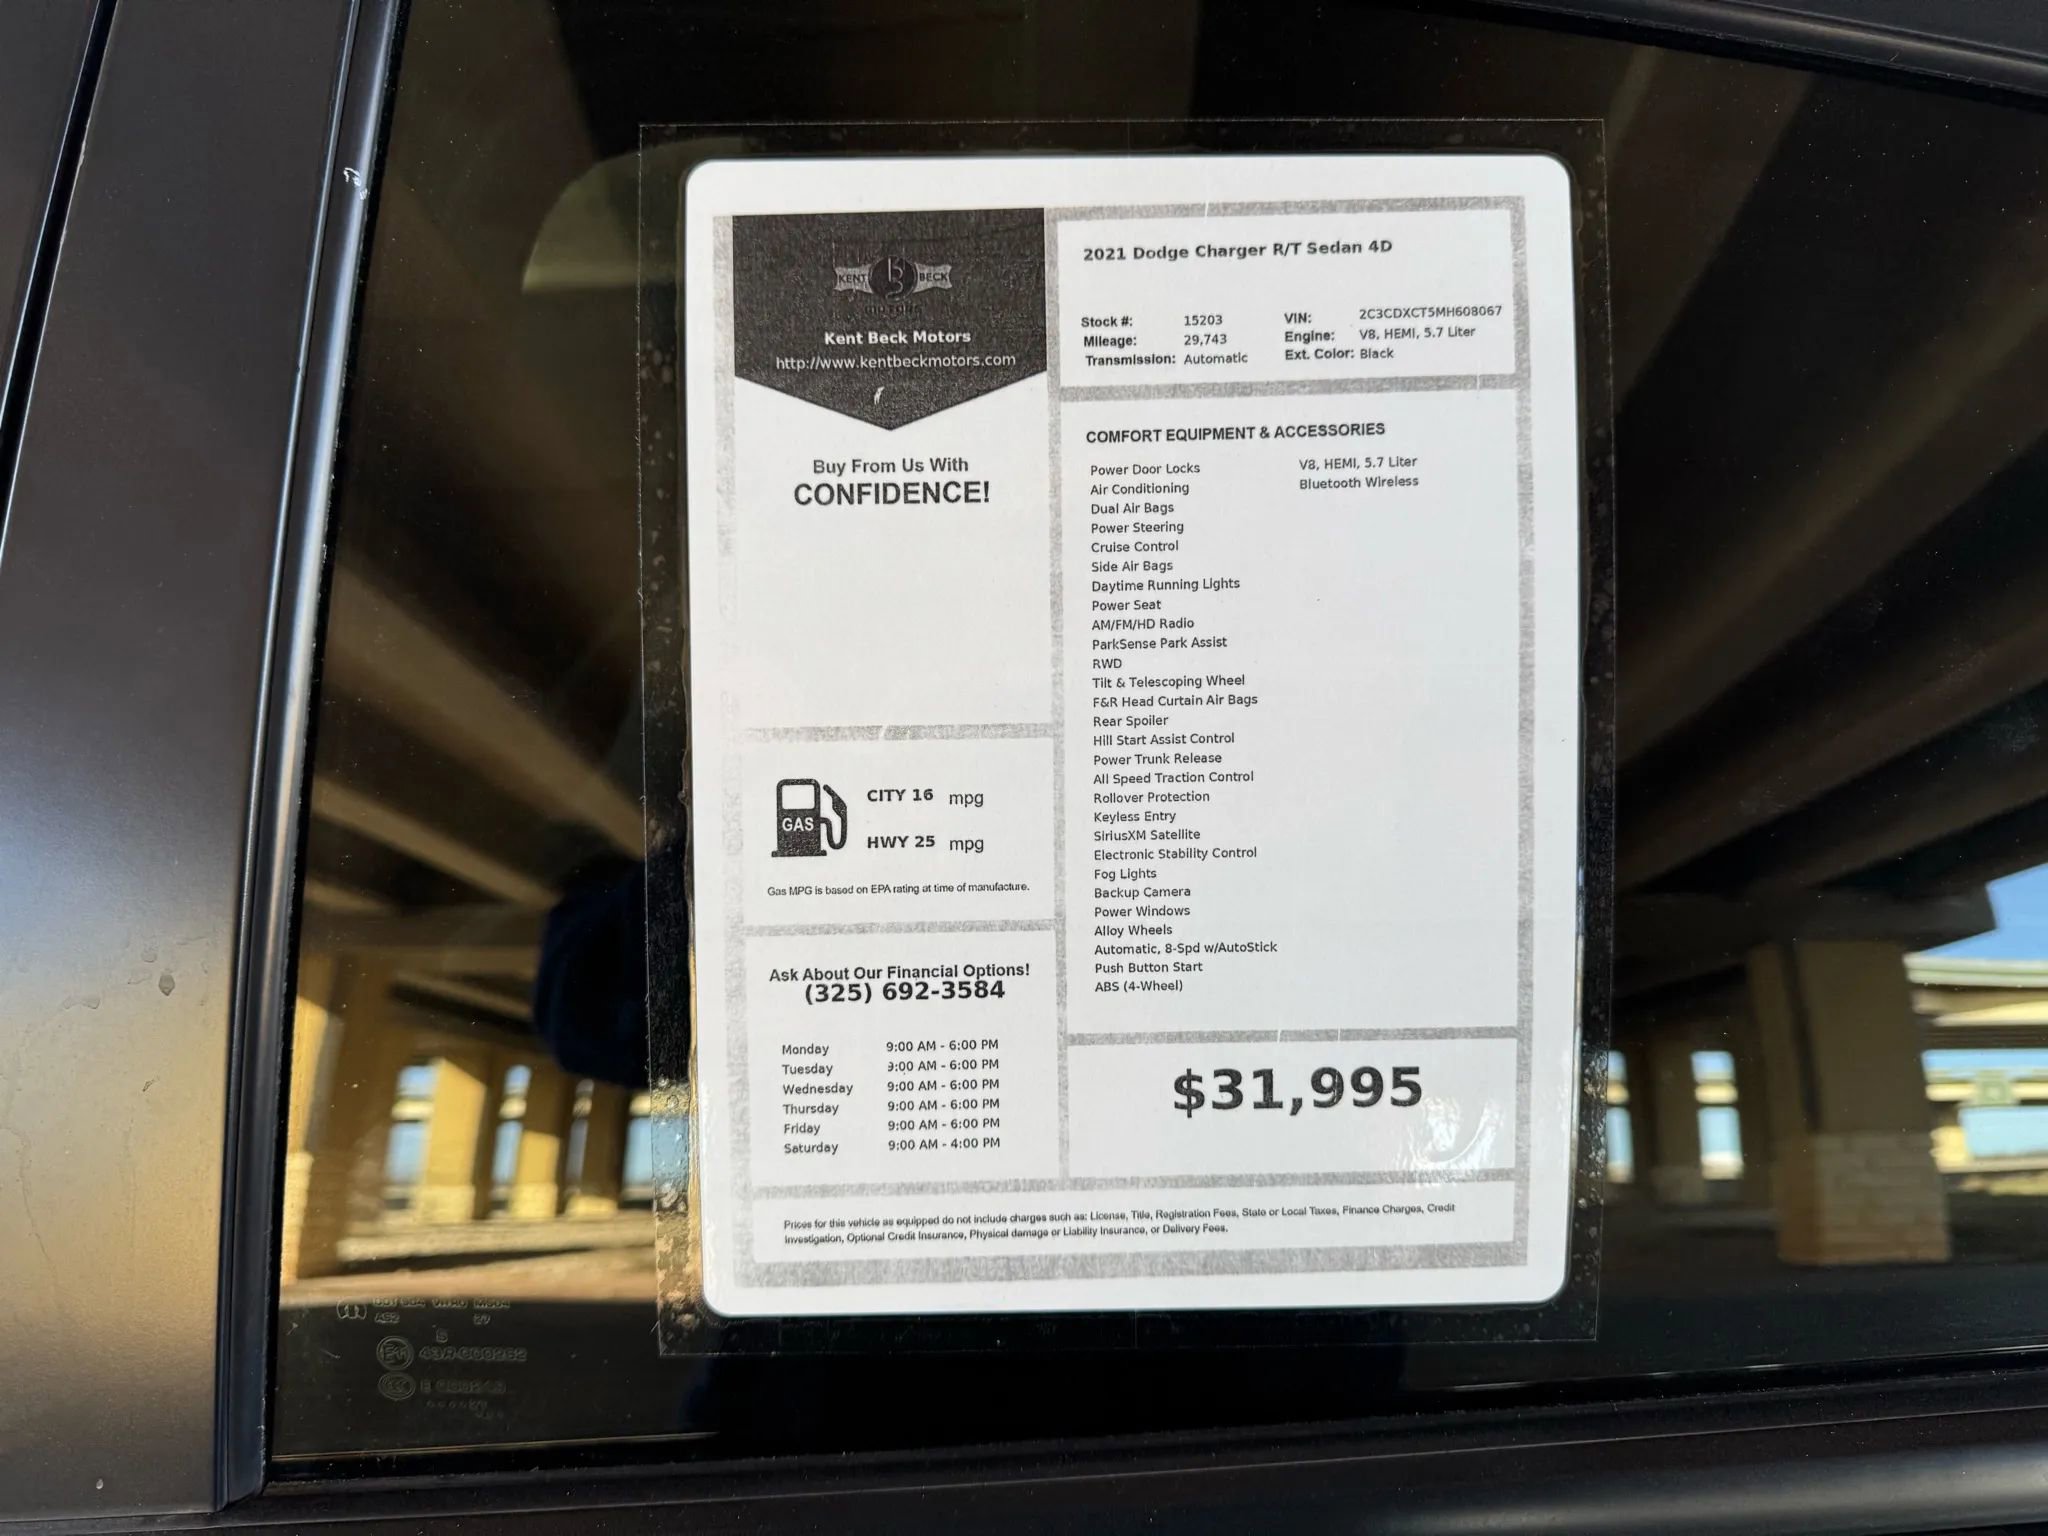 KENT BECK
Kent Beck Motors
http://www.kentbeckmotors.com
Buy From Us With
CONFIDENCE!
GAS
CITY 16 mpg
HWY 25 mpg
Gas MPG is based on EPA rating at time of manufacture.
Ask About Our Financial Options!
(325) 692-3584
Monday 9:00 AM - 6:00 PM
Tuesday 9:00 AM - 6:00 PM
Wednesday 9:00 AM - 6:00 PM
Thursday 9:00 AM - 6:00 PM
Friday 9:00 AM - 6:00 PM
Saturday 9:00 AM - 4:00 PM
2021 Dodge Charger R/T Sedan 4D
Stock #: 15203 VIN: 2C3CDXCT5MH608067
Mileage: 29,743 Engine: V8, HEMI, 5.7 Liter
Transmission: Automatic Ext. Color: Black
COMFORT EQUIPMENT & ACCESSORIES
Power Door Locks V8, HEMI, 5.7 Liter
Air Conditioning Bluetooth Wireless
Dual Air Bags
Power Steering
Cruise Control
Side Air Bags
Daytime Running Lights
Power Seat
AM/FM/HD Radio
ParkSense Park Assist
RWD
Tilt & Telescoping Wheel
F&R Head Curtain Air Bags
Rear Spoiler
Hill Start Assist Control
Power Trunk Release
All Speed Traction Control
Rollover Protection
Keyless Entry
SiriusXM Satellite
Electronic Stability Control
Fog Lights
Backup Camera
Power Windows
Alloy Wheels
Automatic, 8-Spd w/AutoStick
Push Button Start
ABS (4-Wheel)
$31,995
Prices for this vehicle as equipped do not include charges such as: License, Title, Registration Fees, State or Local Taxes, Finance Charges, Credit
Investigation, Optional Credit Insurance, Physical damage or Liability Insurance, or Delivery Fees.